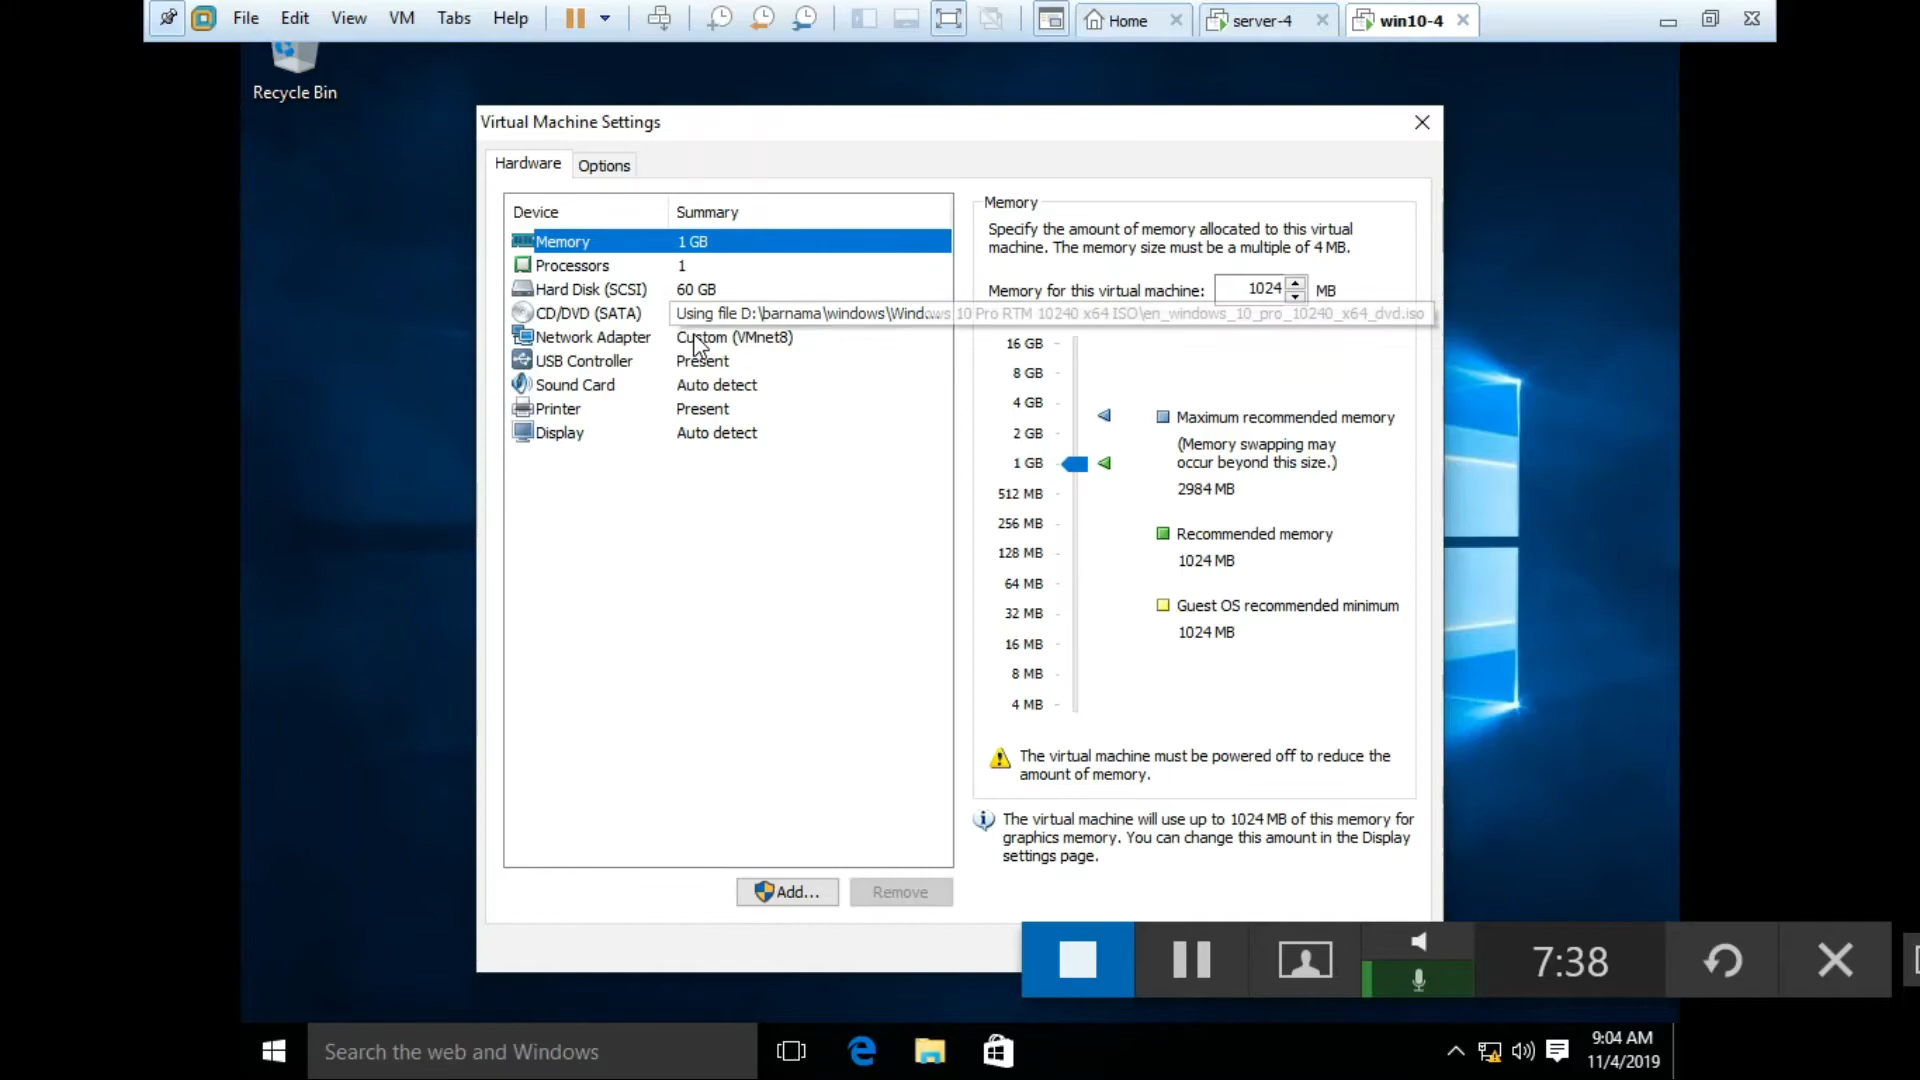 File Edit View VM Tabs Help Home server-4 win10-4
Recycle Bin
Virtual Machine Settings
Hardware Options
Device Summary
Memory 1 GB
Processors 1
Hard Disk (SCSI) 60 GB
CD/DVD (SATA) Using file D:\barnama\windows\Windows 10 Pro RTM 10240 x64 ISO\en_windows_10_pro_10240_x64_dvd.iso
Network Adapter Custom (VMnet8)
USB Controller Present
Sound Card Auto detect
Printer Present
Display Auto detect
Add... Remove
Memory
Specify the amount of memory allocated to this virtual
machine. The memory size must be a multiple of 4 MB.
Memory for this virtual machine: 1024 MB
16 GB
8 GB
4 GB
2 GB
1 GB
512 MB
256 MB
128 MB
64 MB
32 MB
16 MB
8 MB
4 MB
Maximum recommended memory
(Memory swapping may
occur beyond this size.)
2984 MB
Recommended memory
1024 MB
Guest OS recommended minimum
1024 MB
The virtual machine must be powered off to reduce the
amount of memory.
The virtual machine will use up to 1024 MB of this memory for
graphics memory. You can change this amount in the Display
settings page.
7:38
Search the web and Windows
9:04 AM
11/4/2019